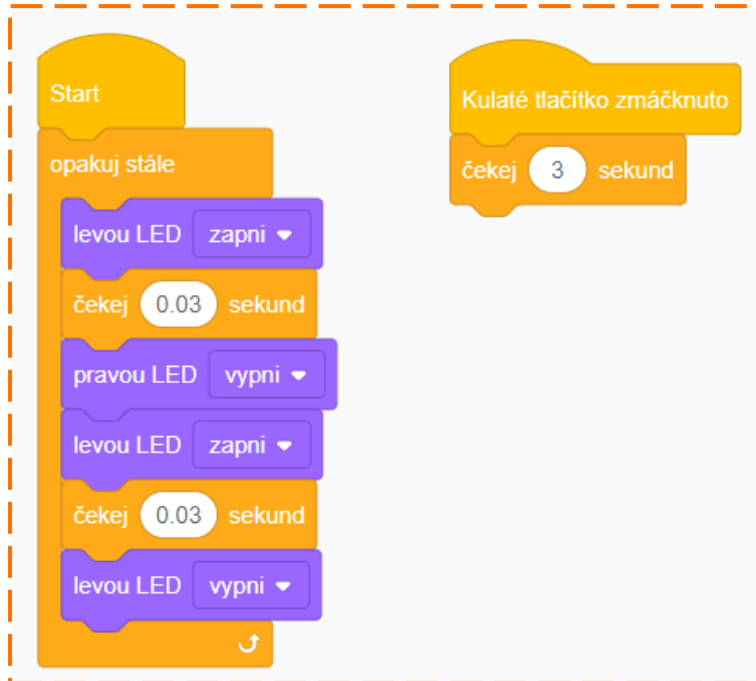 Start
opakuj stále
levou LED zapni
čekej 0.03 sekund
pravou LED vypni
levou LED zapni
čekej 0.03 sekund
levou LED vypni
Kulaté tlačítko zmáčknuto
čekej 3 sekund